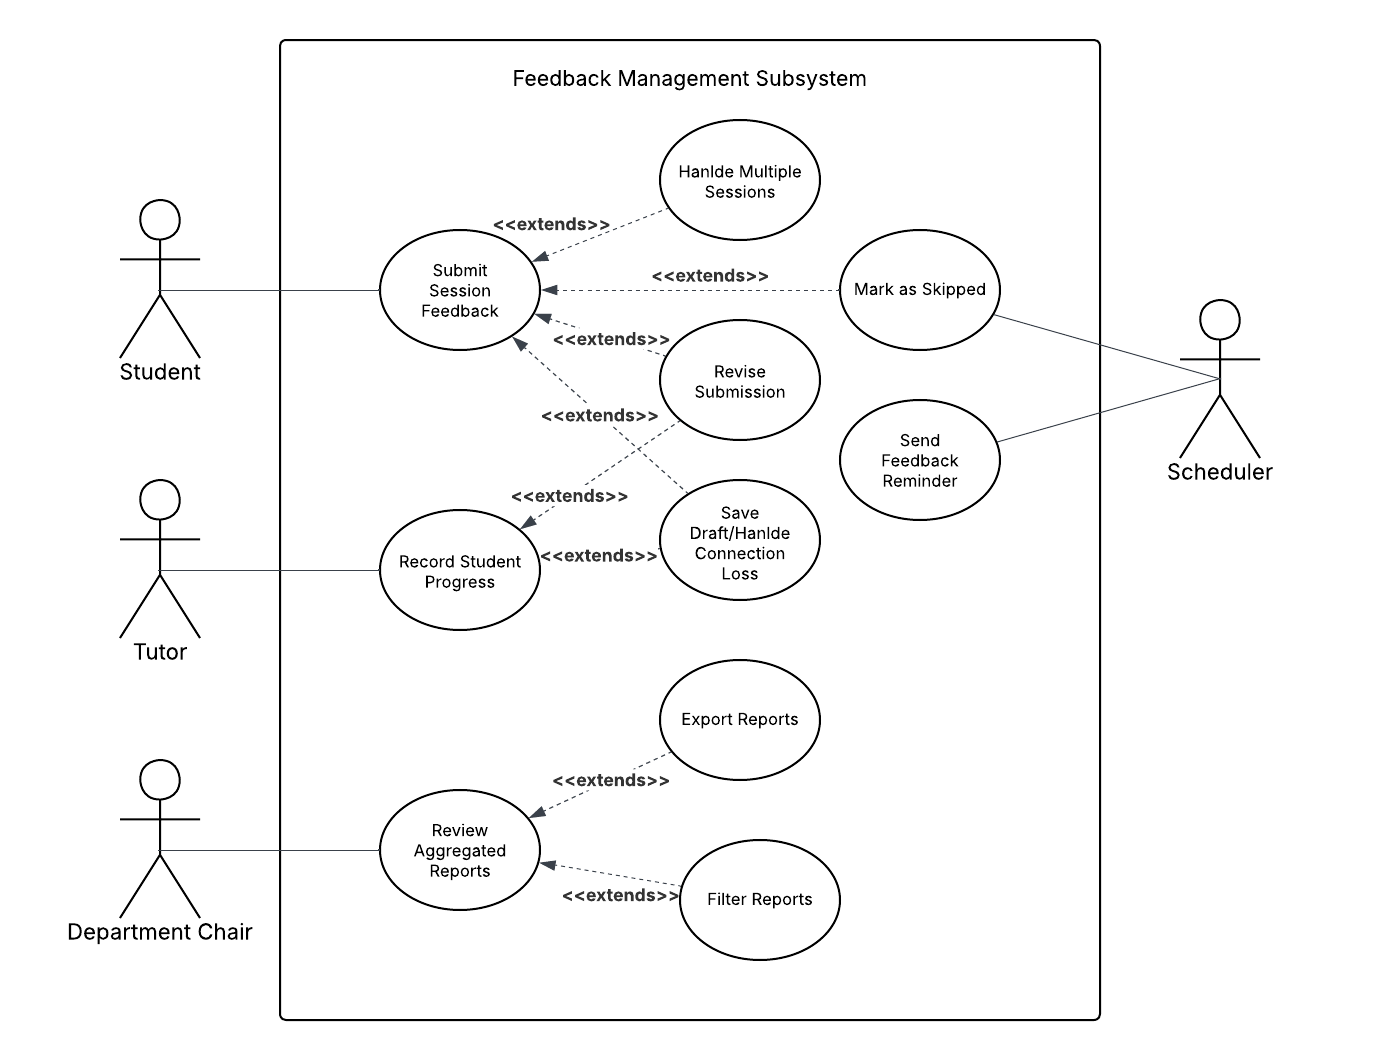 Feedback Management Subsystem
Hanlde Multiple
Sessions
<<extends>>
Submit
Session
Feedback
<<extends>>
Mark as Skipped
<<extends>>
Revise
Submission
Student
<<extends>>
Send
Feedback
Reminder
Scheduler
<<extends>>
Save
Draft/Hanlde
Connection
Loss
Record Student
Progress
<<extends>>
Tutor
Export Reports
<<extends>>
Review
Aggregated
Reports
<<extends>>
Filter Reports
Department Chair